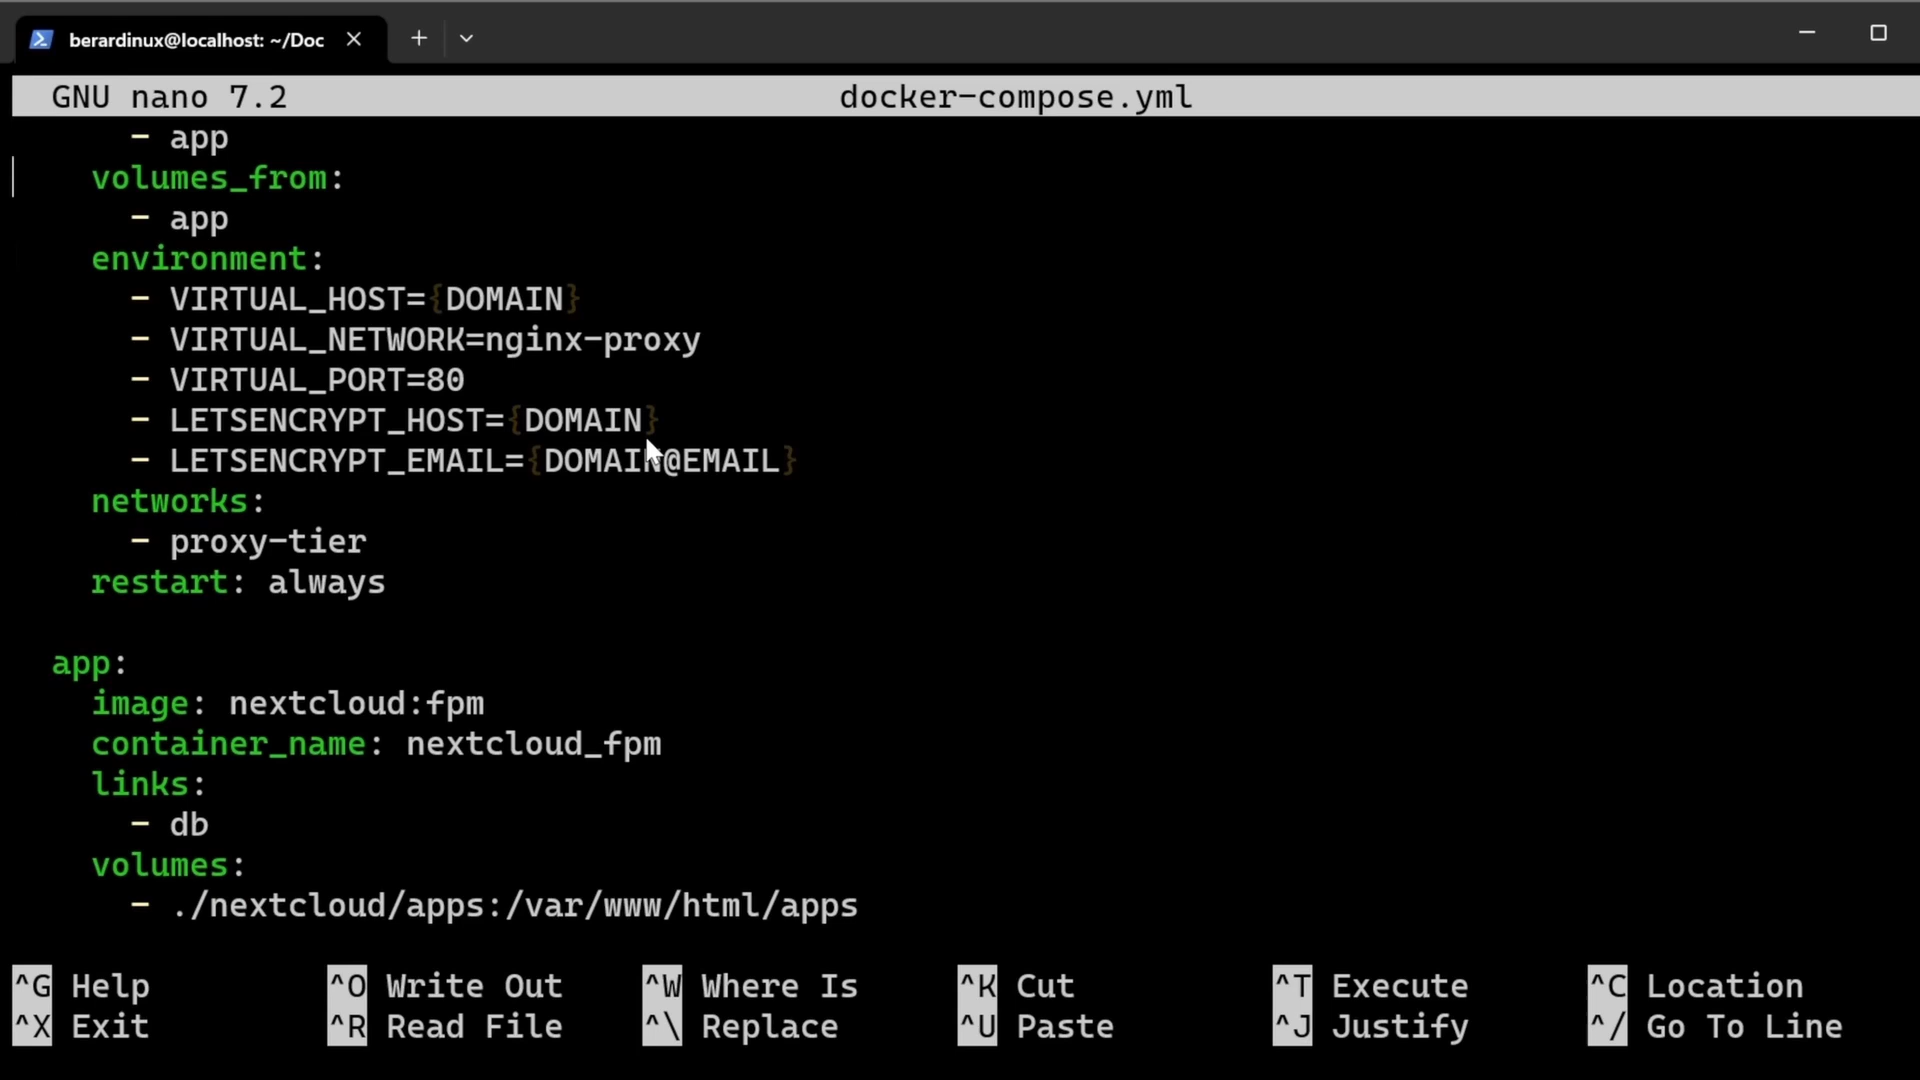 berardinux@localhost: ~/Doc
GNU nano 7.2 docker-compose.yml
- app
volumes_from:
- app
environment:
- VIRTUAL_HOST={DOMAIN}
- VIRTUAL_NETWORK=nginx-proxy
- VIRTUAL_PORT=80
- LETSENCRYPT_HOST={DOMAIN}
- LETSENCRYPT_EMAIL={DOMAIN@EMAIL}
networks:
- proxy-tier
restart: always
app:
image: nextcloud:fpm
container_name: nextcloud_fpm
links:
- db
volumes:
- ./nextcloud/apps:/var/www/html/apps
^G Help ^O Write Out ^W Where Is ^K Cut ^T Execute ^C Location
^X Exit ^R Read File ^\ Replace ^U Paste ^J Justify ^/ Go To Line